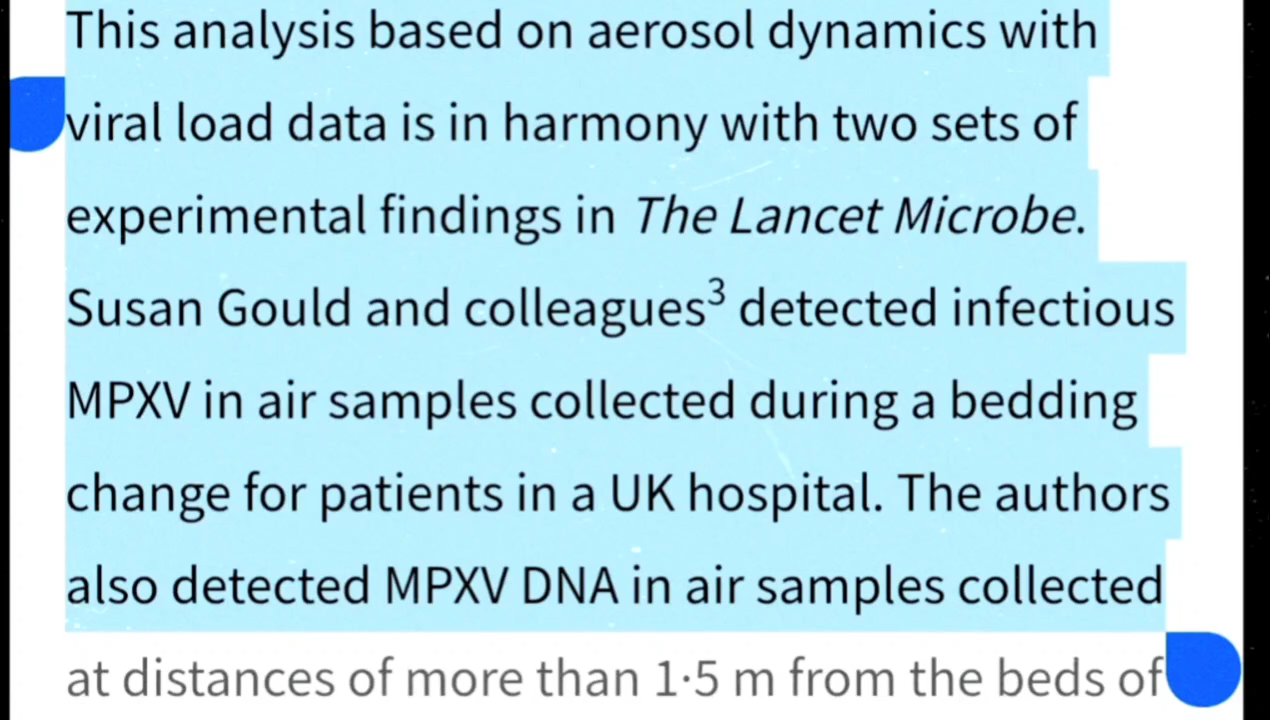 This analysis based on aerosol dynamics with
viral load data is in harmony with two sets of
experimental findings in The Lancet Microbe.
Susan Gould and colleagues³ detected infectious
MPXV in air samples collected during a bedding
change for patients in a UK hospital. The authors
also detected MPXV DNA in air samples collected
at distances of more than 1·5 m from the beds of